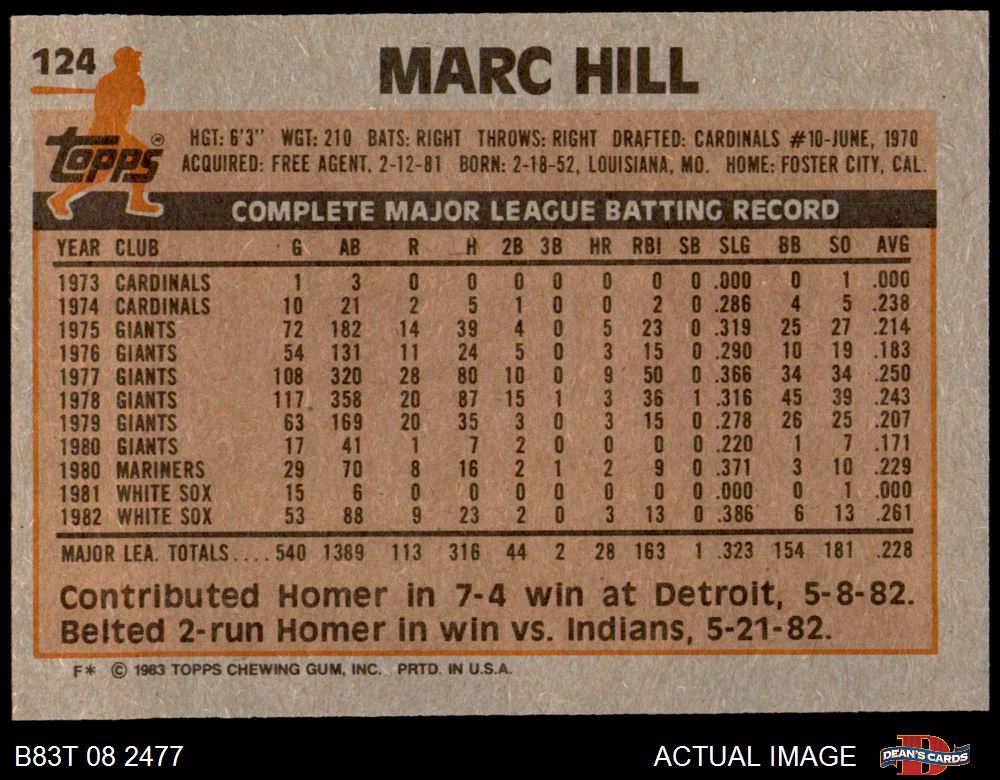 124
MARC HILL
Topps®
HGT: 6'3" WGT: 210 BATS: RIGHT THROWS: RIGHT DRAFTED: CARDINALS #10-JUNE, 1970
ACQUIRED: FREE AGENT, 2-12-81 BORN: 2-18-52, LOUISIANA, MO. HOME: FOSTER CITY, CAL.
COMPLETE MAJOR LEAGUE BATTING RECORD
YEAR CLUB G AB R H 2B 3B HR RBI SB SLG BB SO AVG
1973 CARDINALS 1 3 0 0 0 0 0 0 0 .000 0 1 .000
1974 CARDINALS 10 21 2 5 1 0 0 2 0 .286 4 5 .238
1975 GIANTS 72 182 14 39 4 0 5 23 0 .319 25 27 .214
1976 GIANTS 54 131 11 24 5 0 3 15 0 .290 10 19 .183
1977 GIANTS 108 320 28 80 10 0 9 50 0 .366 34 34 .250
1978 GIANTS 117 358 20 87 15 1 3 36 1 .316 45 39 .243
1979 GIANTS 63 169 20 35 3 0 3 15 0 .278 26 25 .207
1980 GIANTS 17 41 1 7 2 0 0 0 0 .220 1 7 .171
1980 MARINERS 29 70 8 16 2 1 2 9 0 .371 3 10 .229
1981 WHITE SOX 15 6 0 0 0 0 0 0 0 .000 0 1 .000
1982 WHITE SOX 53 88 9 23 2 0 3 13 0 .386 6 13 .261
MAJOR LEA. TOTALS.... 540 1389 113 316 44 2 28 163 1 .323 154 181 .228
Contributed Homer in 7-4 win at Detroit, 5-8-82.
Belted 2-run Homer in win vs. Indians, 5-21-82.
F* © 1983 TOPPS CHEWING GUM, INC. PRTD. IN U.S.A.
B83T 08 2477
ACTUAL IMAGE
DEAN'S CARDS